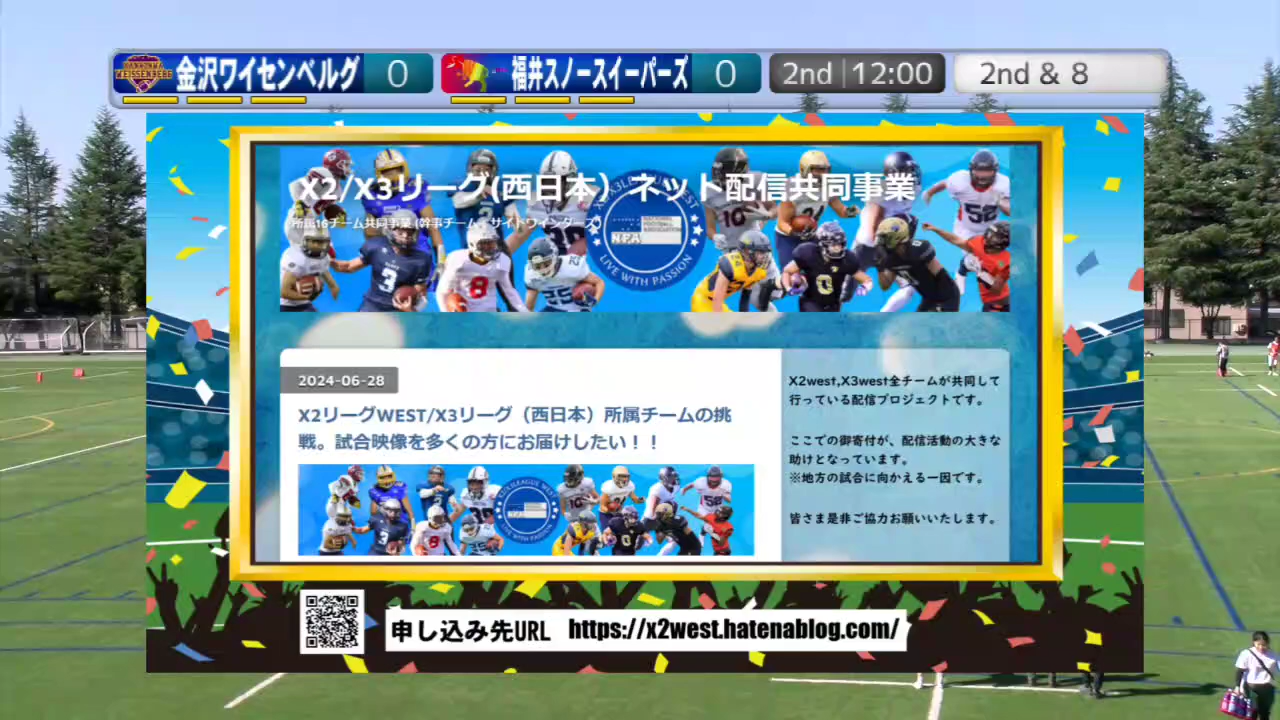 金沢ワイセンベルグ 0 福井スノースイーパーズ 0 2nd 12:00 2nd & 8
X2/X3リーグ(西日本）ネット配信共同事業
LIVE WITH PASSION
3
8
25
10
0
52
2024-06-28
X2リーグWEST/X3リーグ（西日本）所属チームの挑
戦。試合映像を多くの方にお届けしたい！！
X2west,X3west全チームが共同して
行っている配信プロジェクトです。
ここでの御寄付が、配信活動の大きな
助けとなっています。
※地方の試合に向かえる一因です。
皆さま是非ご協力お願いいたします。
申し込み先URL https://x2west.hatenablog.com/